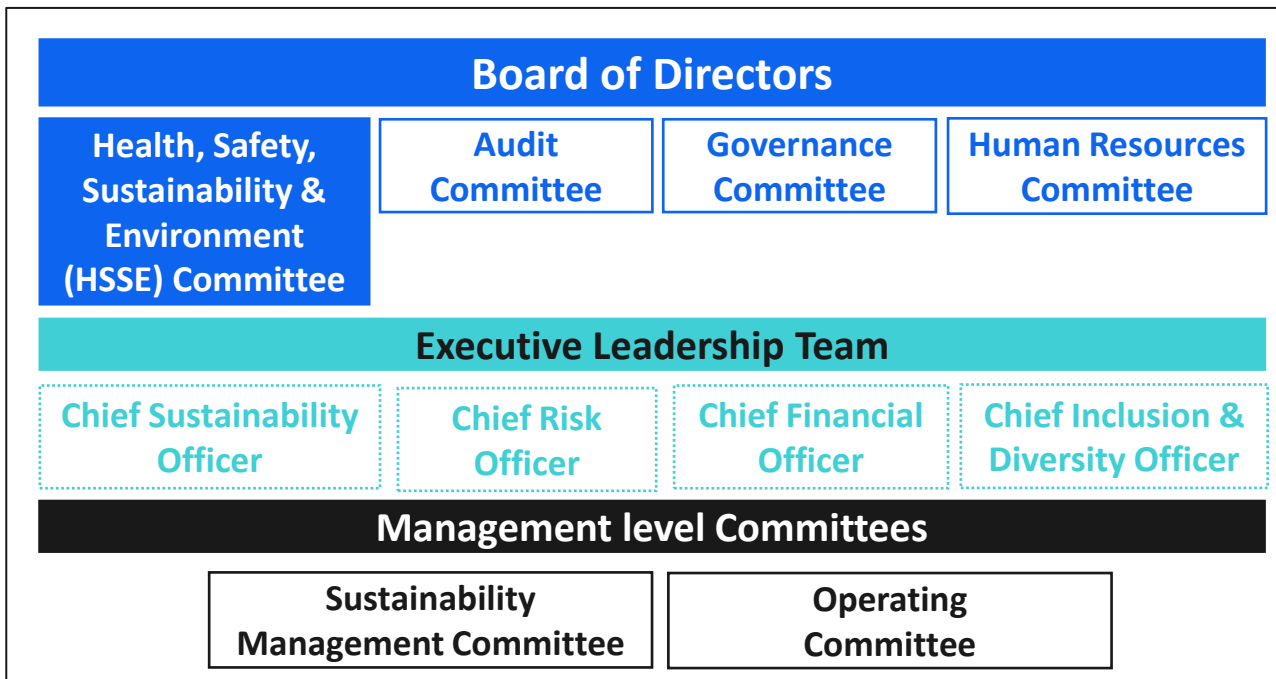 Board of Directors
Health, Safety,
Sustainability &
Environment
(HSSE) Committee
Audit
Committee
Governance
Committee
Human Resources
Committee
Executive Leadership Team
Chief Sustainability
Officer
Chief Risk
Officer
Chief Financial
Officer
Chief Inclusion &
Diversity Officer
Management level Committees
Sustainability
Management Committee
Operating
Committee